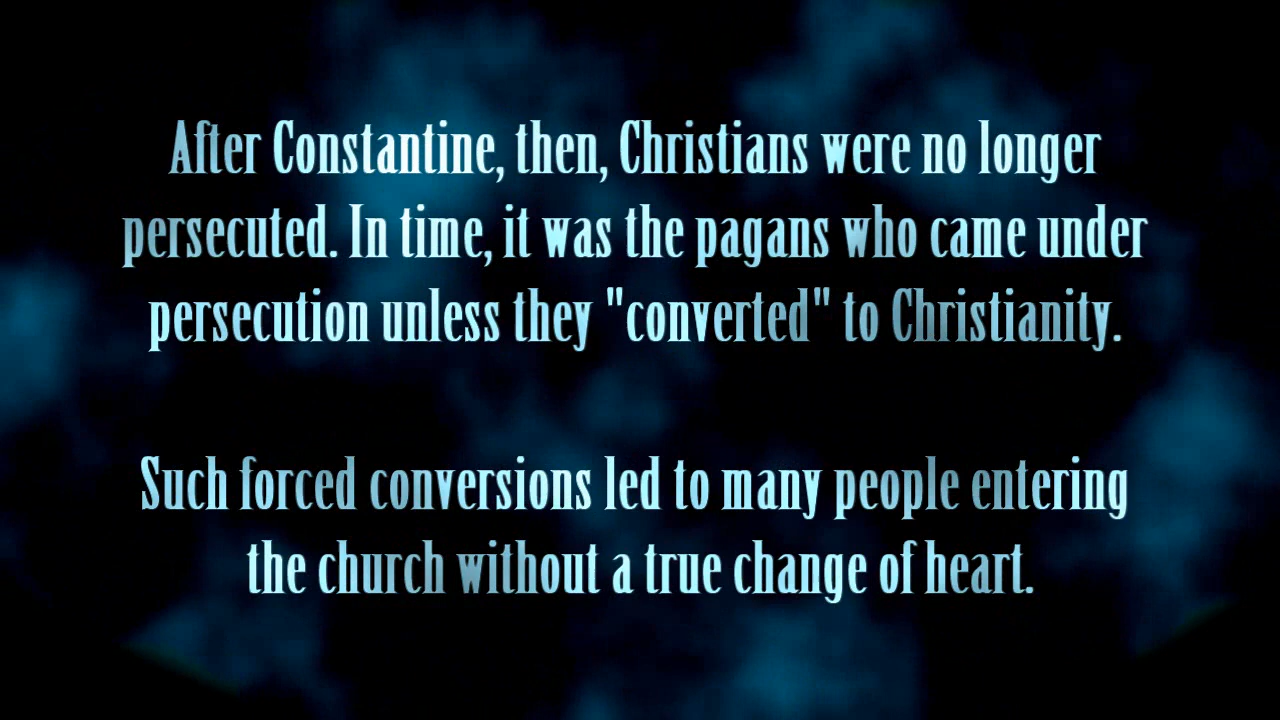 After Constantine, then, Christians were no longer
persecuted. In time, it was the pagans who came under
persecution unless they "converted" to Christianity.
Such forced conversions led to many people entering
the church without a true change of heart.